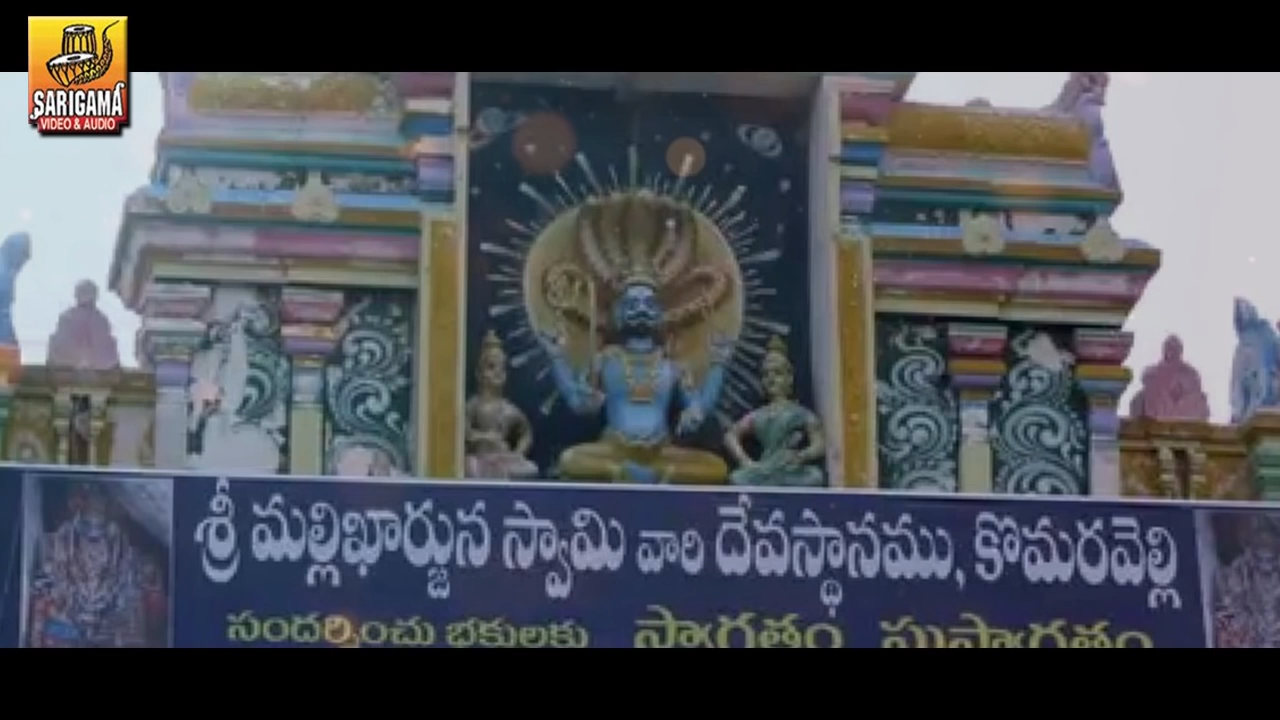 SARIGAMA
VIDEO & AUDIO
శ్రీ మల్లిఖార్జున స్వామి వారి దేవస్థానము, కొమరవెల్లి
సందర్శించు భకులకు స్వాగతం సుస్వాగతం